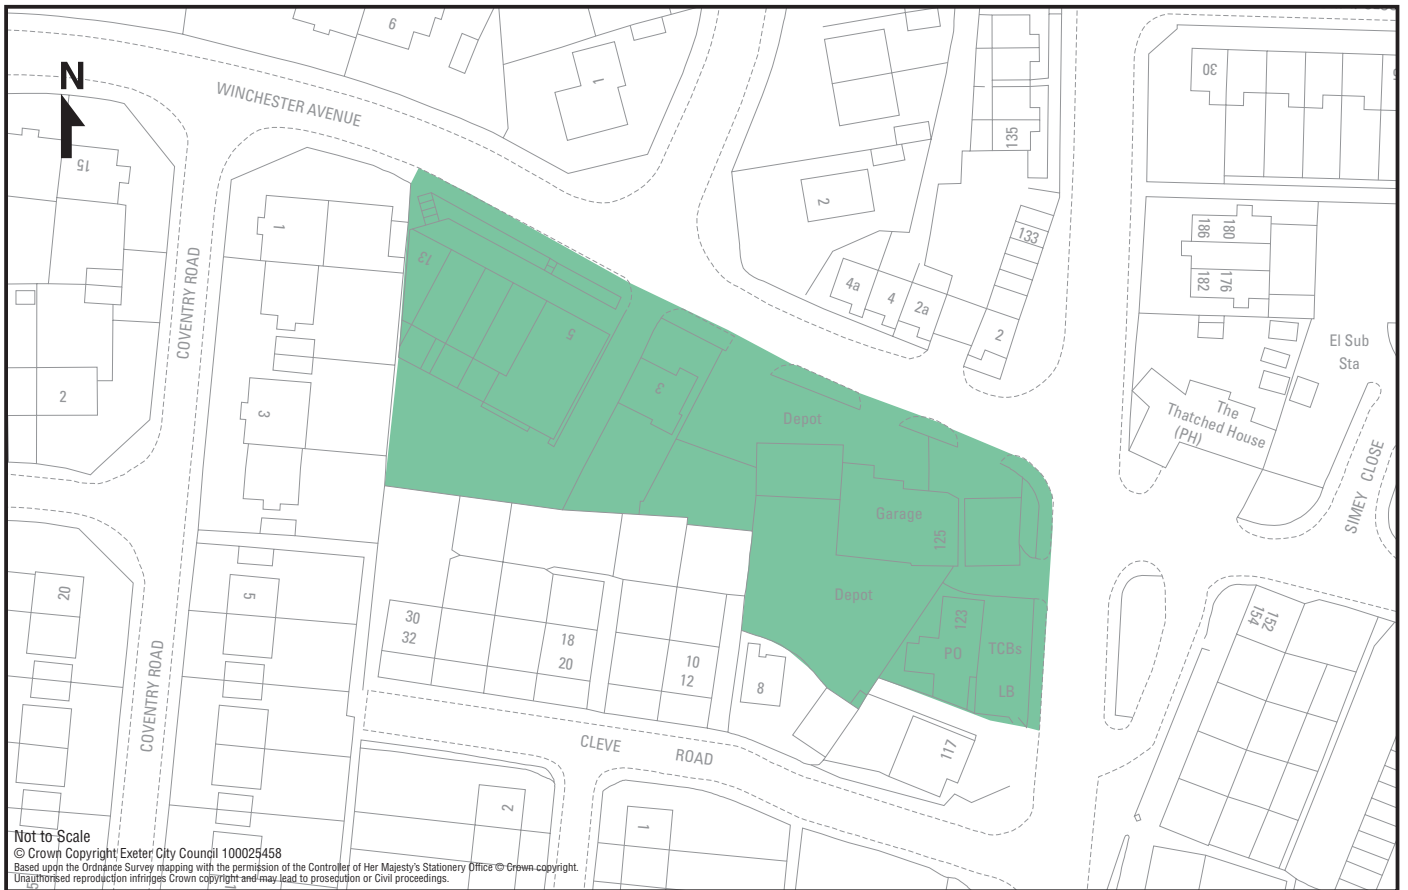 6
1
30
N
WINCHESTER AVENUE
135
15
2
186
180
1
133
13
COVENTRY ROAD
182
176
4a
4
2a
5
2
El Sub
Sta
2
3
3
The
Thatched House
(PH)
Depot
SIMEY CLOSE
Garage
125
20
5
Depot
30
32
18
20
10
12
123
PO
TCBs
LB
152
154
8
COVENTRY ROAD
CLEVE ROAD
117
2
1
Not to Scale
© Crown Copyright Exeter City Council 100025458
Based upon the Ordnance Survey mapping with the permission of the Controller of Her Majesty's Stationery Office © Crown copyright.
Unauthorised reproduction infringes Crown copyright and may lead to prosecution or Civil proceedings.